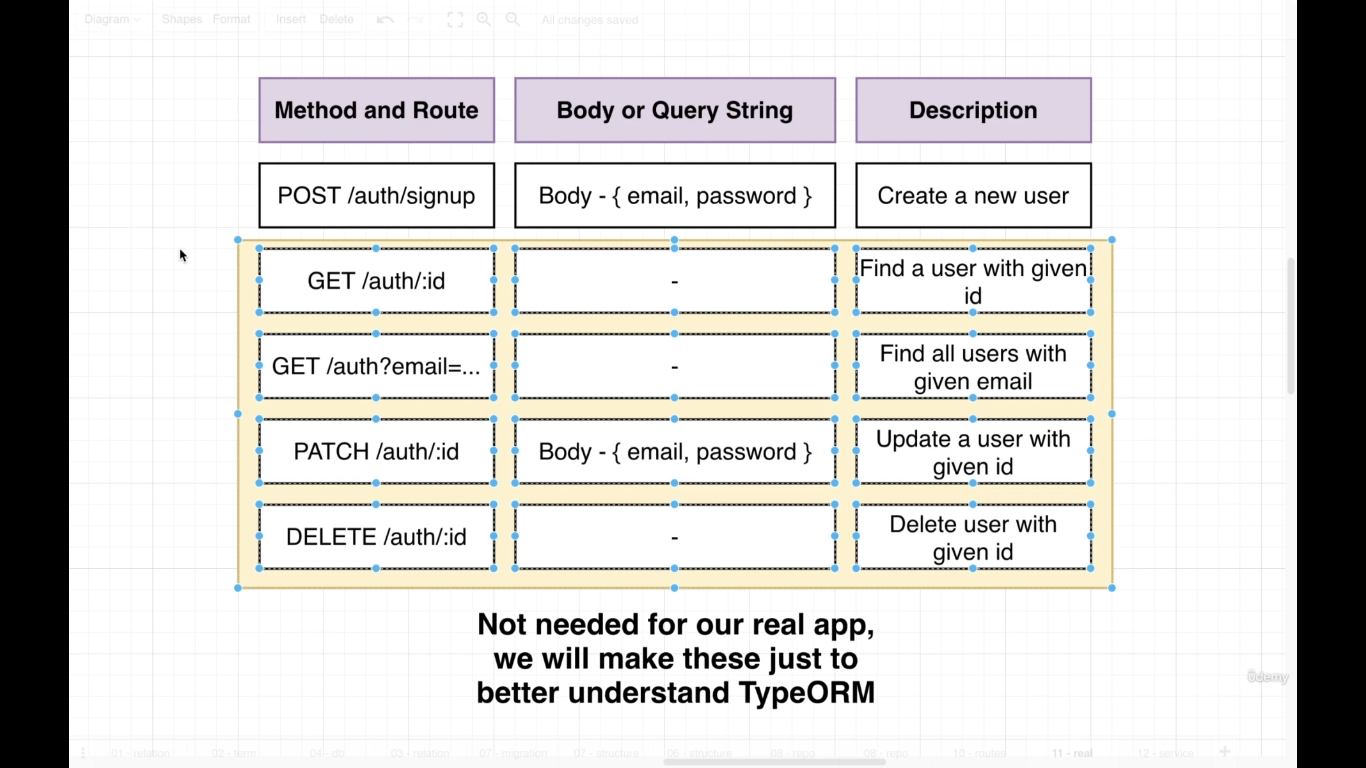 Diagram Shapes Format Insert Delete All changes saved
Method and Route
Body or Query String
Description
POST /auth/signup
Body - { email, password }
Create a new user
GET /auth/:id
-
Find a user with given
id
GET /auth?email=...
-
Find all users with
given email
PATCH /auth/:id
Body - { email, password }
Update a user with
given id
DELETE /auth/:id
-
Delete user with
given id
Not needed for our real app,
we will make these just to
better understand TypeORM
ûdemy
01 - relation 02 - term 04 - db 03 - relation 07 - migration 07 - structure 06 - structure 08 - repo 08 - repo 10 - routes 11 - real 12 - service